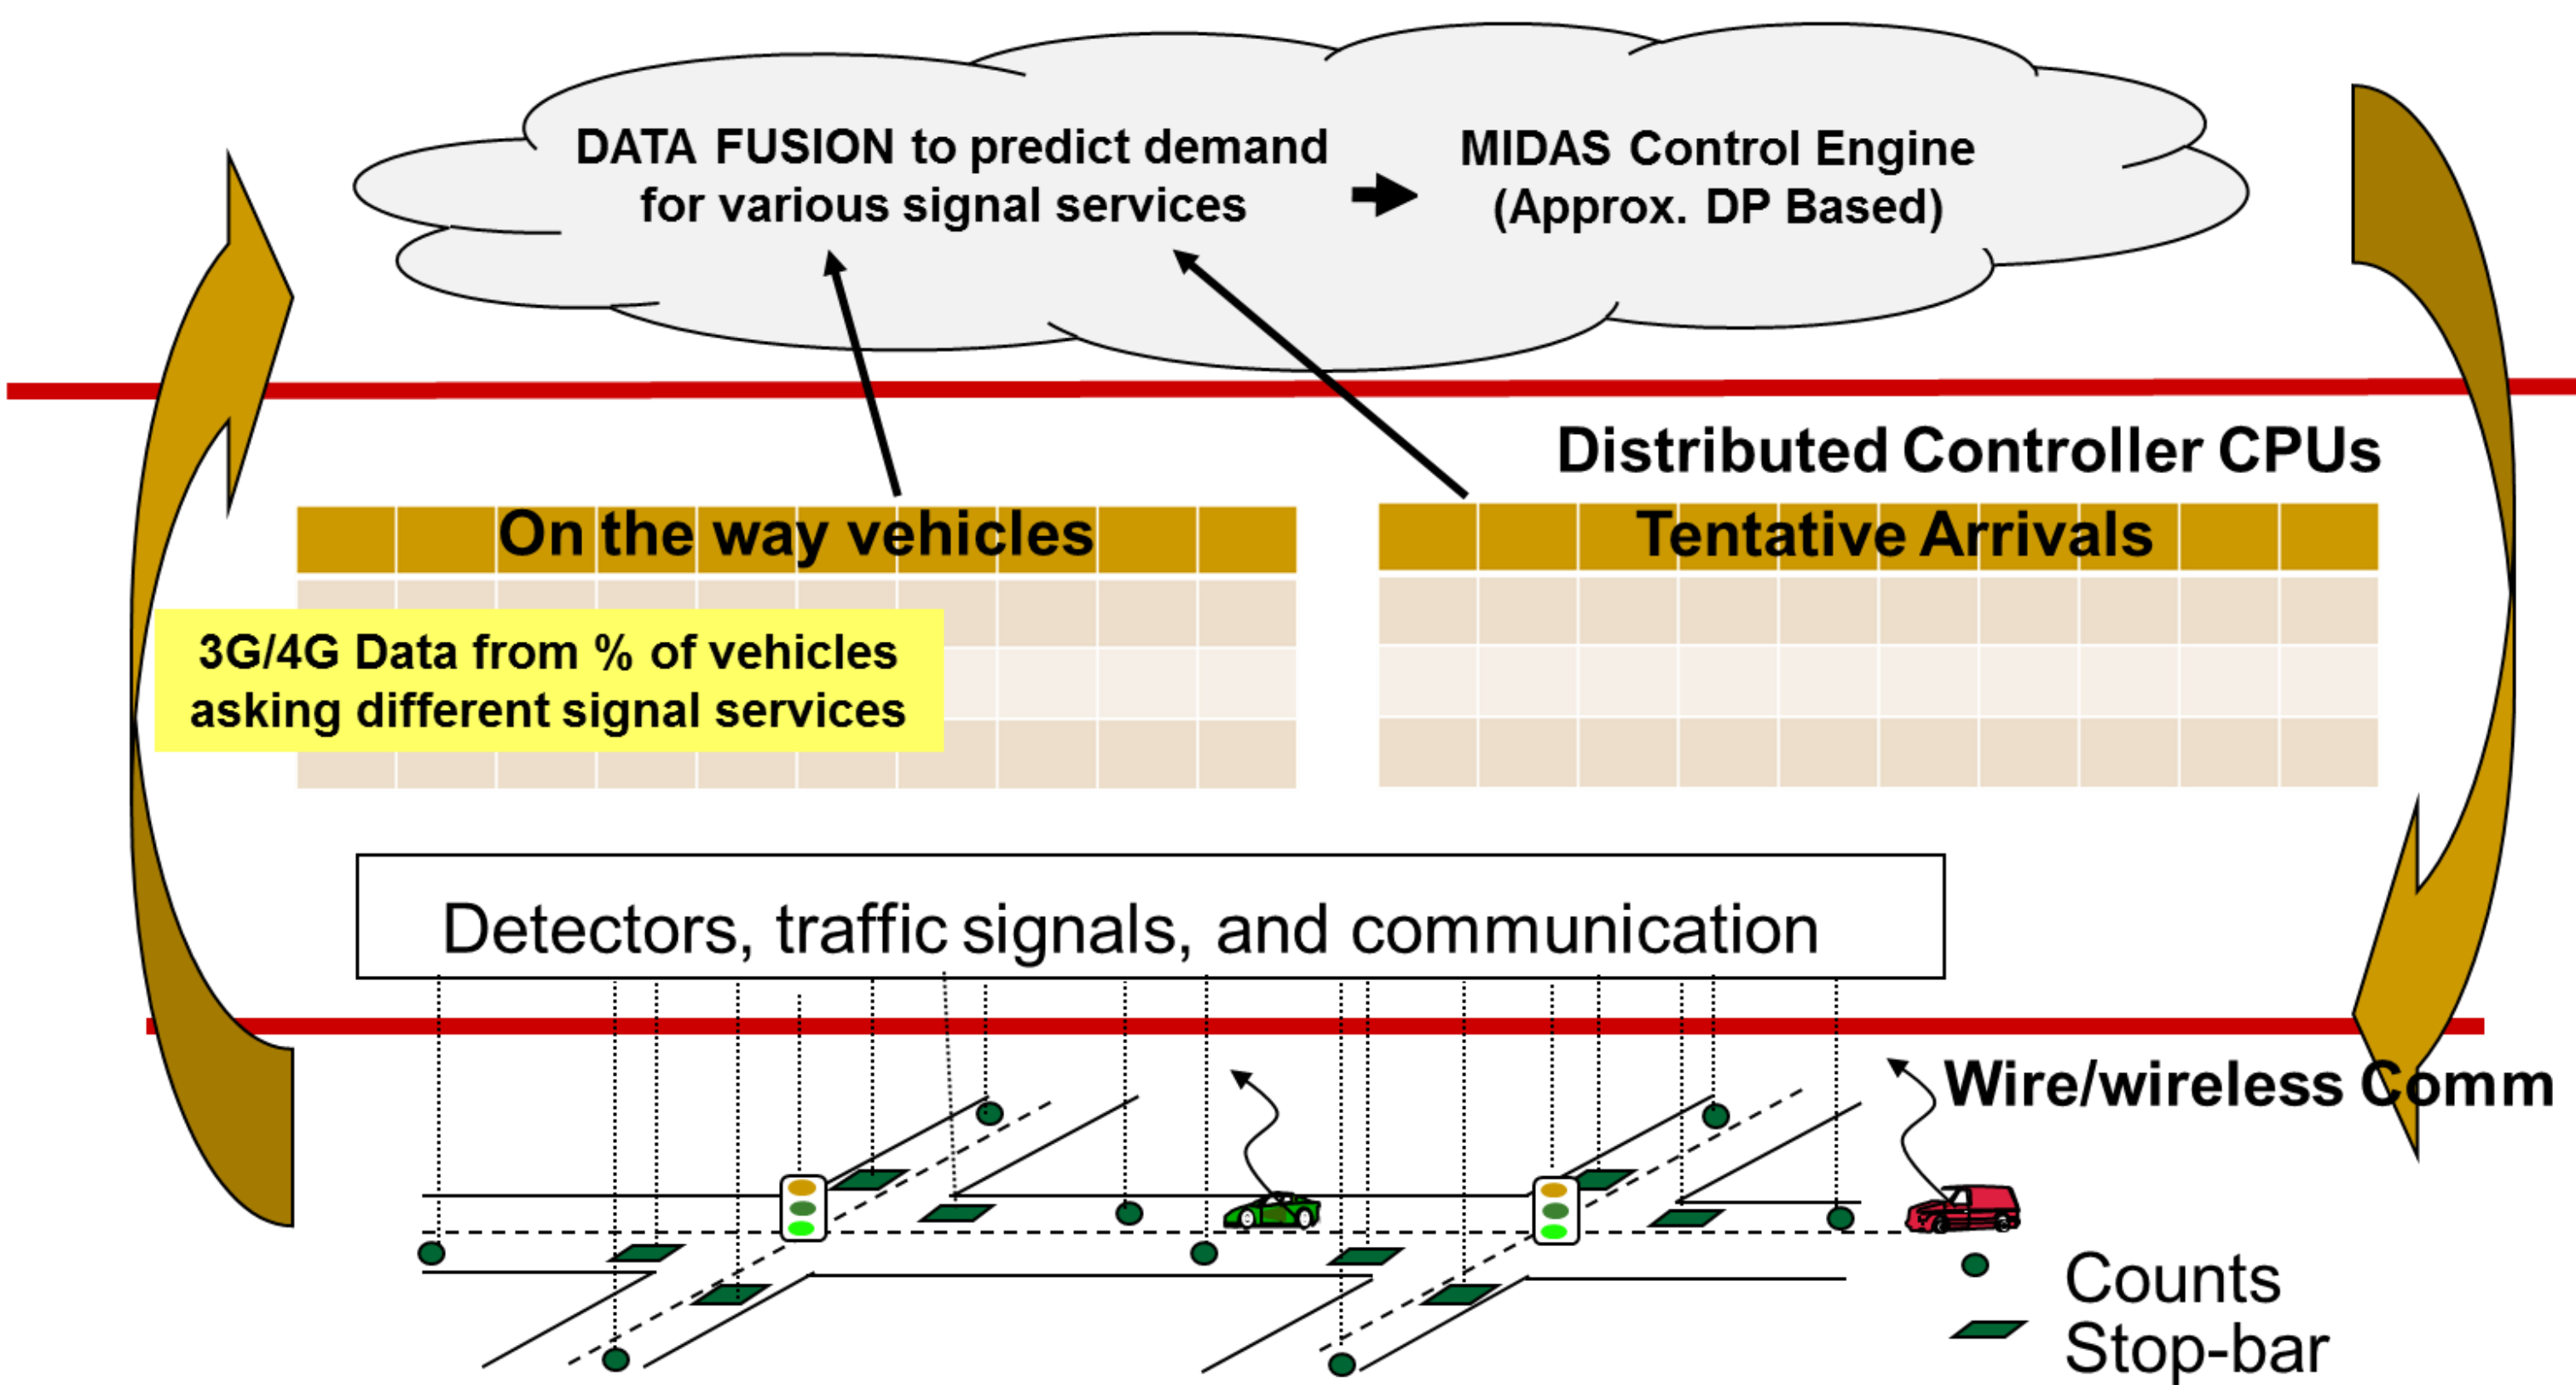 DATA FUSION to predict demand
for various signal services
MIDAS Control Engine
(Approx. DP Based)
Distributed Controller CPUs
On the way vehicles
Tentative Arrivals
3G/4G Data from % of vehicles
asking different signal services
Detectors, traffic signals, and communication
Wire/wireless Comm
Counts
Stop-bar